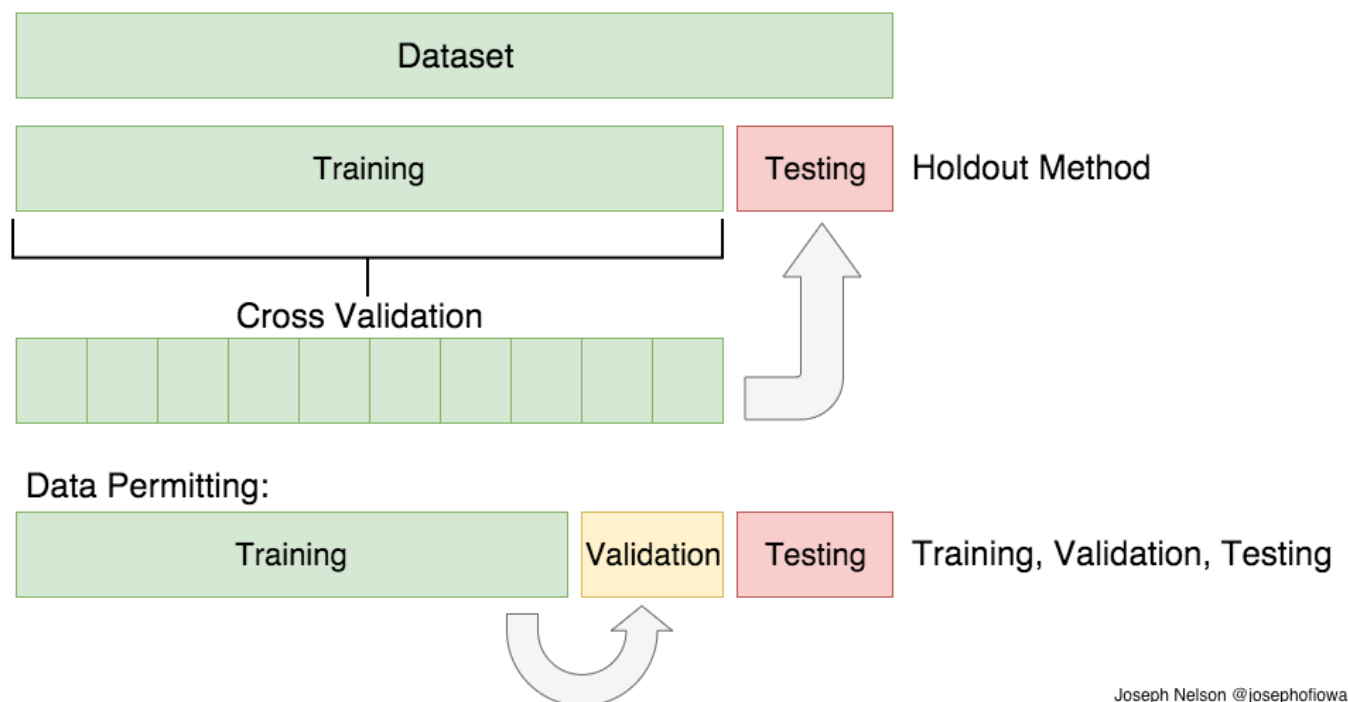 Dataset
Training
Testing
Holdout Method
Cross Validation
Data Permitting:
Training
Validation
Testing
Training, Validation, Testing
Joseph Nelson @josephofiowa